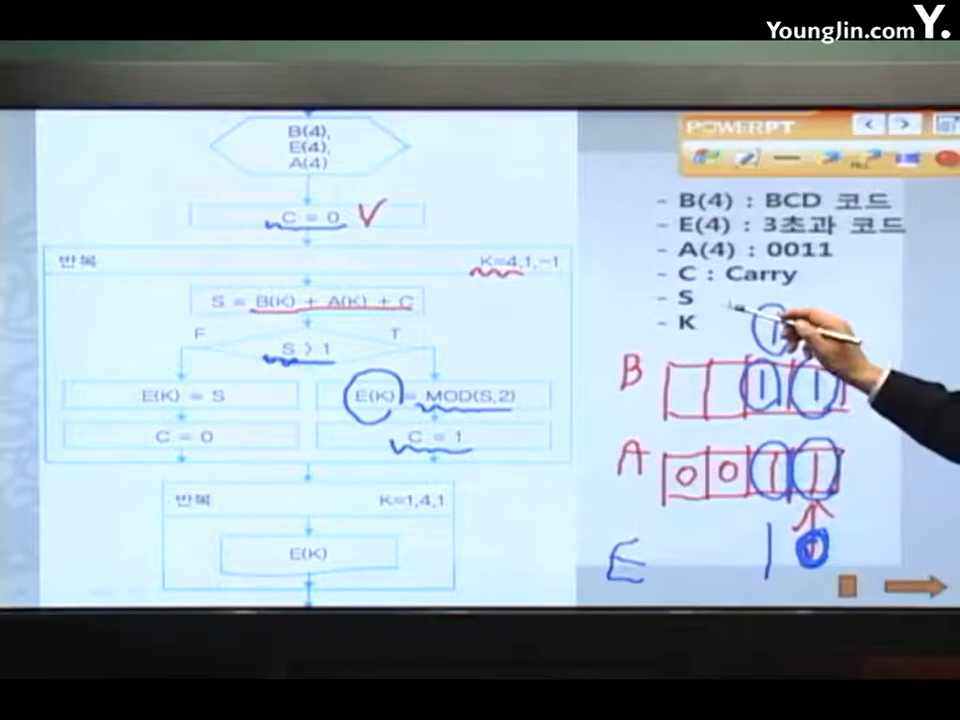 YoungJin.com Y.
B(4),
E(4),
A(4)
C = 0 V
반복 K=4,1,-1
S = B(K) + A(K) + C
F T
S > 1
E(K) = S E(K) = MOD(S,2)
C = 0 C = 1
반복 K=1,4,1
E(K)
POWERPT
- B(4) : BCD 코드
- E(4) : 3초과 코드
- A(4) : 0011
- C : Carry
- S
- K
1
B 1 1
A 0 0 1 1
E 1 0